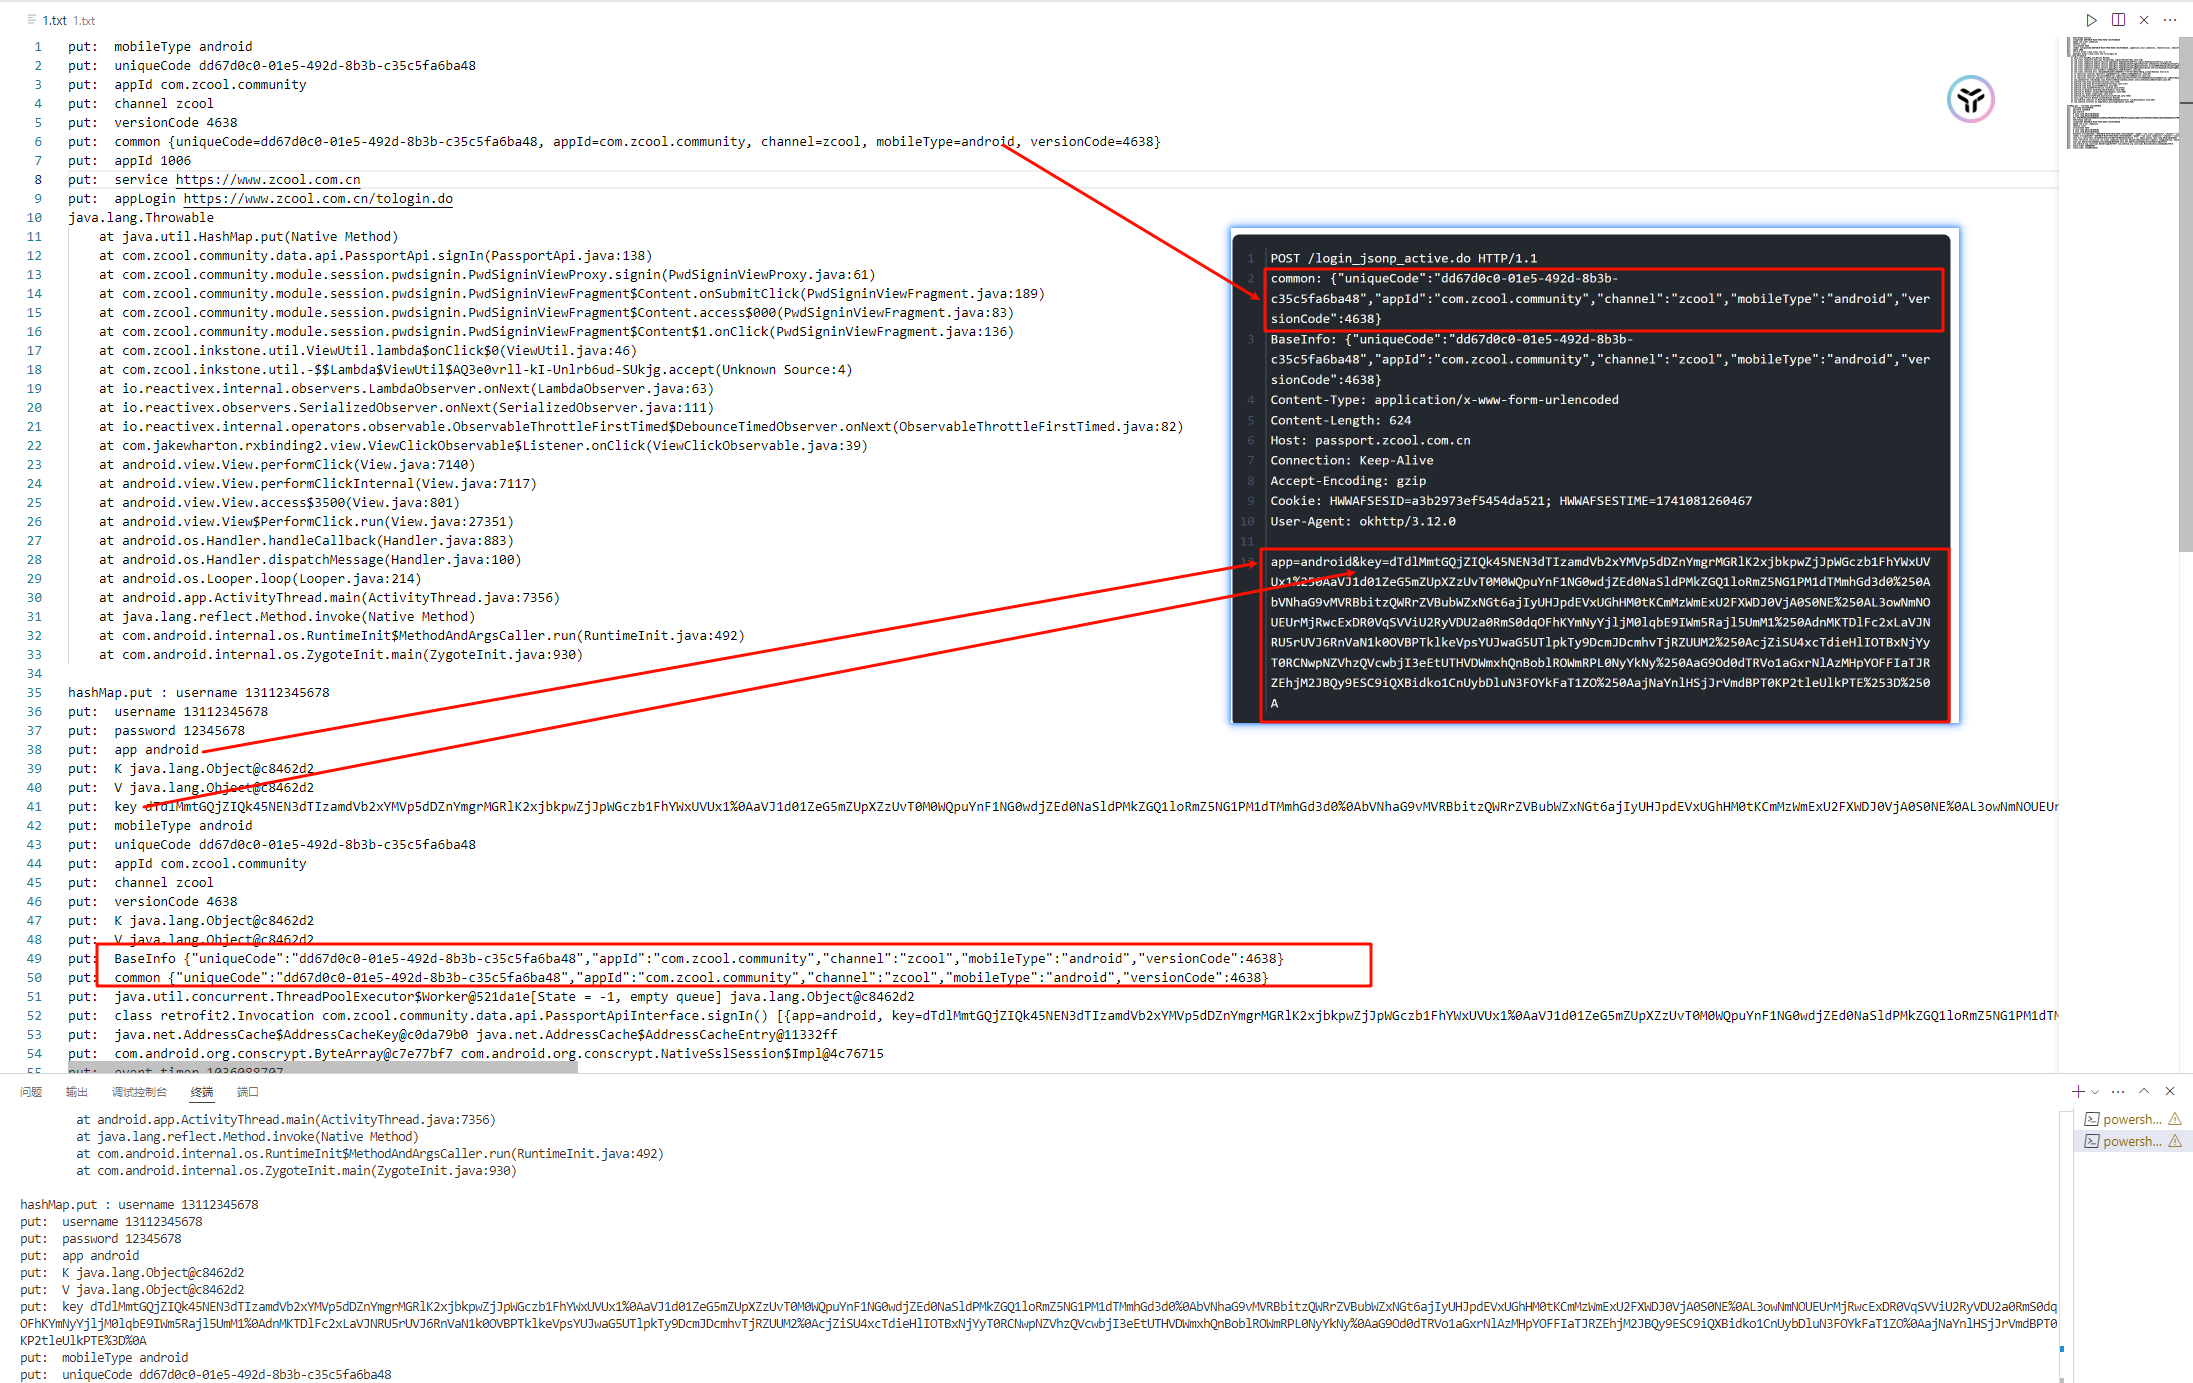 1.txt 1.txt
1 put: mobileType android
2 put: uniqueCode dd67d0c0-01e5-492d-8b3b-c35c5fa6ba48
3 put: appId com.zcool.community
4 put: channel zcool
5 put: versionCode 4638
6 put: common {uniqueCode=dd67d0c0-01e5-492d-8b3b-c35c5fa6ba48, appId=com.zcool.community, channel=zcool, mobileType=android, versionCode=4638}
7 put: appId 1006
8 put: service https://www.zcool.com.cn
9 put: appLogin https://www.zcool.com.cn/tologin.do
10 java.lang.Throwable
11 at java.util.HashMap.put(Native Method)
12 at com.zcool.community.data.api.PassportApi.signIn(PassportApi.java:138)
13 at com.zcool.community.module.session.pwdsignin.PwdSigninViewProxy.signin(PwdSigninViewProxy.java:61)
14 at com.zcool.community.module.session.pwdsignin.PwdSigninViewFragment$Content.onSubmitClick(PwdSigninViewFragment.java:189)
15 at com.zcool.community.module.session.pwdsignin.PwdSigninViewFragment$Content.access$000(PwdSigninViewFragment.java:83)
16 at com.zcool.community.module.session.pwdsignin.PwdSigninViewFragment$Content$1.onClick(PwdSigninViewFragment.java:136)
17 at com.zcool.inkstone.util.ViewUtil.lambda$onClick$0(ViewUtil.java:46)
18 at com.zcool.inkstone.util.-$$Lambda$ViewUtil$AQ3e0vrll-kI-Unlrb6ud-SUkjg.accept(Unknown Source:4)
19 at io.reactivex.internal.observers.LambdaObserver.onNext(LambdaObserver.java:63)
20 at io.reactivex.observers.SerializedObserver.onNext(SerializedObserver.java:111)
21 at io.reactivex.internal.operators.observable.ObservableThrottleFirstTimed$DebounceTimedObserver.onNext(ObservableThrottleFirstTimed.java:82)
22 at com.jakewharton.rxbinding2.view.ViewClickObservable$Listener.onClick(ViewClickObservable.java:39)
23 at android.view.View.performClick(View.java:7140)
24 at android.view.View.performClickInternal(View.java:7117)
25 at android.view.View.access$3500(View.java:801)
26 at android.view.View$PerformClick.run(View.java:27351)
27 at android.os.Handler.handleCallback(Handler.java:883)
28 at android.os.Handler.dispatchMessage(Handler.java:100)
29 at android.os.Looper.loop(Looper.java:214)
30 at android.app.ActivityThread.main(ActivityThread.java:7356)
31 at java.lang.reflect.Method.invoke(Native Method)
32 at com.android.internal.os.RuntimeInit$MethodAndArgsCaller.run(RuntimeInit.java:492)
33 at com.android.internal.os.ZygoteInit.main(ZygoteInit.java:930)
34
35 hashMap.put : username 13112345678
36 put: username 13112345678
37 put: password 12345678
38 put: app android
39 put: K java.lang.Object@c8462d2
40 put: V java.lang.Object@c8462d2
41 put: key dTdlMmtGQjZIQk45NEN3dTIzamdVb2xYMVp5dDZnYmgrMGRlK2xjbkpwZjJpWGczb1FhYWxUVUx1%0AaVJ1d01ZeG5mZUpXZzUvT0M0WQpuYnF1NG0wdjZEd0NaSldPMkZGQ1loRmZ5NG1PM1dTMmhGd3d0%0AbVNhaG9vMVRBbitzQWRrZVBubWZxNGt6ajIyUHJpdEVxUGhHM0tKCmMzWmExU2FXWDJ0VjA0S0NE%0AL3owNmNOUEUr
42 put: mobileType android
43 put: uniqueCode dd67d0c0-01e5-492d-8b3b-c35c5fa6ba48
44 put: appId com.zcool.community
45 put: channel zcool
46 put: versionCode 4638
47 put: K java.lang.Object@c8462d2
48 put: V java.lang.Object@c8462d2
49 put: BaseInfo {"uniqueCode":"dd67d0c0-01e5-492d-8b3b-c35c5fa6ba48","appId":"com.zcool.community","channel":"zcool","mobileType":"android","versionCode":4638}
50 put: common {"uniqueCode":"dd67d0c0-01e5-492d-8b3b-c35c5fa6ba48","appId":"com.zcool.community","channel":"zcool","mobileType":"android","versionCode":4638}
51 put: java.util.concurrent.ThreadPoolExecutor$Worker@521da1e[State = -1, empty queue] java.lang.Object@c8462d2
52 put: class retrofit2.Invocation com.zcool.community.data.api.PassportApiInterface.signIn() [{app=android, key=dTdlMmtGQjZIQk45NEN3dTIzamdVb2xYMVp5dDZnYmgrMGRlK2xjbkpwZjJpWGczb1FhYWxUVUx1%0AaVJ1d01ZeG5mZUpXZzUvT0M0WQpuYnF1NG0wdjZEd0NaSldPMkZGQ1loRmZ5NG1PM1dTM
53 put: java.net.AddressCache$AddressCacheKey@c0da79b0 java.net.AddressCache$AddressCacheEntry@11332ff
54 put: com.android.org.conscrypt.ByteArray@c7e77bf7 com.android.org.conscrypt.NativeSslSession$Impl@4c76715
55 put: event_timer 1036088707
1 POST /login_jsonp_active.do HTTP/1.1
2 common: {"uniqueCode":"dd67d0c0-01e5-492d-8b3b-
c35c5fa6ba48","appId":"com.zcool.community","channel":"zcool","mobileType":"android","ver
sionCode":4638}
3 BaseInfo: {"uniqueCode":"dd67d0c0-01e5-492d-8b3b-
c35c5fa6ba48","appId":"com.zcool.community","channel":"zcool","mobileType":"android","ver
sionCode":4638}
4 Content-Type: application/x-www-form-urlencoded
5 Content-Length: 624
6 Host: passport.zcool.com.cn
7 Connection: Keep-Alive
8 Accept-Encoding: gzip
9 Cookie: HWWAFSESID=a3b2973ef5454da521; HWWAFSESTIME=1741081260467
10 User-Agent: okhttp/3.12.0
11
12 app=android&key=dTdlMmtGQjZIQk45NEN3dTIzamdVb2xYMVp5dDZnYmgrMGRlK2xjbkpwZjJpWGczb1FhYWxUV
Ux1%250AaVJ1d01ZeG5mZUpXZzUvT0M0WQpuYnF1NG0wdjZEd0NaSldPMkZGQ1loRmZ5NG1PM1dTMmhGd3d0%250A
bVNhaG9vMVRBbitzQWRrZVBubWZxNGt6ajIyUHJpdEVxUGhHM0tKCmMzWmExU2FXWDJ0VjA0S0NE%250AL3owNmNO
UEUrMjRwcExDR0VqSVViU2RyVDU2a0RmS0dqOFhKYmNyYjljM0lqbE9IWm5Rajl5UmM1%250AdnMKTDlFc2xLaVJN
RU5rUVJ6RnVaN1k0OVBPTklkeVpsYUJwaG5UTlpkTy9DcmJDcmhvTjRZUUM2%250AcjZiSU4xcTdieHlIOTBxNjYy
T0RCNwpNZVhzQVcwbjI3eEtUTHVDWmxhQnBoblROWmRPL0NyYkNy%250AaG9Od0dTRVo1aGxrNlAzMHpYOFFIaTJR
ZEhjM2JBQy9ESC9iQXBidko1CnUybDluN3FOYkFaT1ZO%250AajNaYnlHSjJrVmdBPT0KP2tleUlkPTE%253D%250
A
问题 输出 调试控制台 终端 端口
at android.app.ActivityThread.main(ActivityThread.java:7356)
at java.lang.reflect.Method.invoke(Native Method)
at com.android.internal.os.RuntimeInit$MethodAndArgsCaller.run(RuntimeInit.java:492)
at com.android.internal.os.ZygoteInit.main(ZygoteInit.java:930)
hashMap.put : username 13112345678
put: username 13112345678
put: password 12345678
put: app android
put: K java.lang.Object@c8462d2
put: V java.lang.Object@c8462d2
put: key dTdlMmtGQjZIQk45NEN3dTIzamdVb2xYMVp5dDZnYmgrMGRlK2xjbkpwZjJpWGczb1FhYWxUVUx1%0AaVJ1d01ZeG5mZUpXZzUvT0M0WQpuYnF1NG0wdjZEd0NaSldPMkZGQ1loRmZ5NG1PM1dTMmhGd3d0%0AbVNhaG9vMVRBbitzQWRrZVBubWZxNGt6ajIyUHJpdEVxUGhHM0tKCmMzWmExU2FXWDJ0VjA0S0NE%0AL3owNmNOUEUrMjRwcExDR0VqSVViU2RyVDU2a0RmS0dq
OFhKYmNyYjljM0lqbE9IWm5Rajl5UmM1%0AdnMKTDlFc2xLaVJNRU5rUVJ6RnVaN1k0OVBPTklkeVpsYUJwaG5UTlpkTy9DcmJDcmhvTjRZUUM2%0AcjZiSU4xcTdieHlIOTBxNjYyT0RCNwpNZVhzQVcwbjI3eEtUTHVDWmxhQnBoblROWmRPL0NyYkNy%0AaG9Od0dTRVo1aGxrNlAzMHpYOFFIaTJRZEhjM2JBQy9ESC9iQXBidko1CnUybDluN3FOYkFaT1ZO%0AajNaYnlHSjJrVmdBPT0
KP2tleUlkPTE%3D%0A
put: mobileType android
put: uniqueCode dd67d0c0-01e5-492d-8b3b-c35c5fa6ba48
powersh...
powersh...